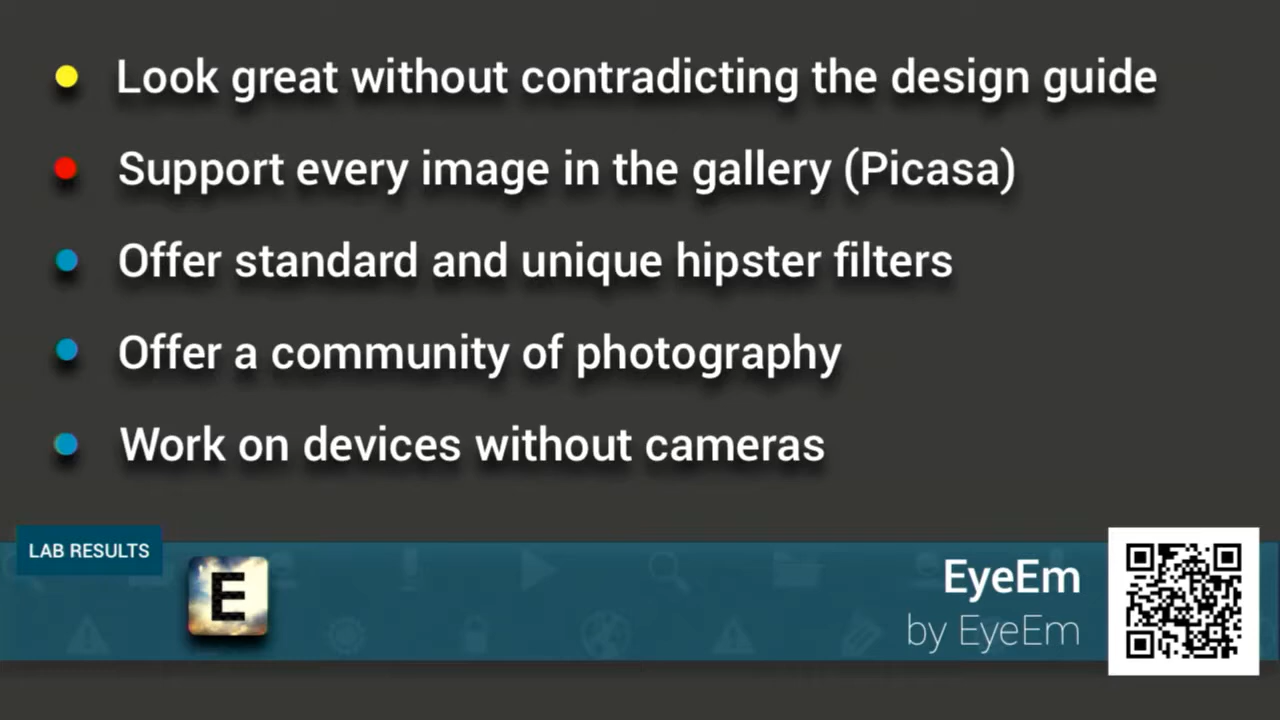 Look great without contradicting the design guide
Support every image in the gallery (Picasa)
Offer standard and unique hipster filters
Offer a community of photography
Work on devices without cameras
LAB RESULTS
E
EyeEm
by EyeEm